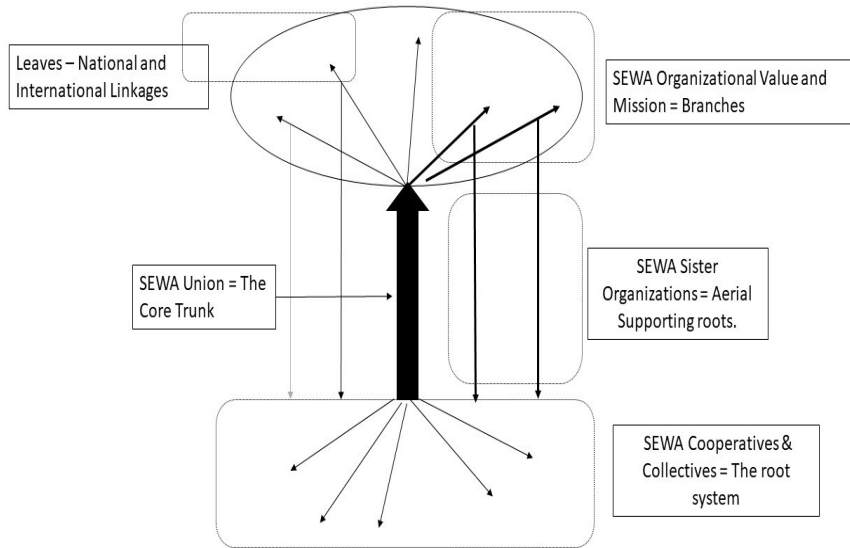 Leaves – National and
International Linkages
SEWA Organizational Value and
Mission = Branches
SEWA Union = The
Core Trunk
SEWA Sister
Organizations = Aerial
Supporting roots.
SEWA Cooperatives &
Collectives = The root
system